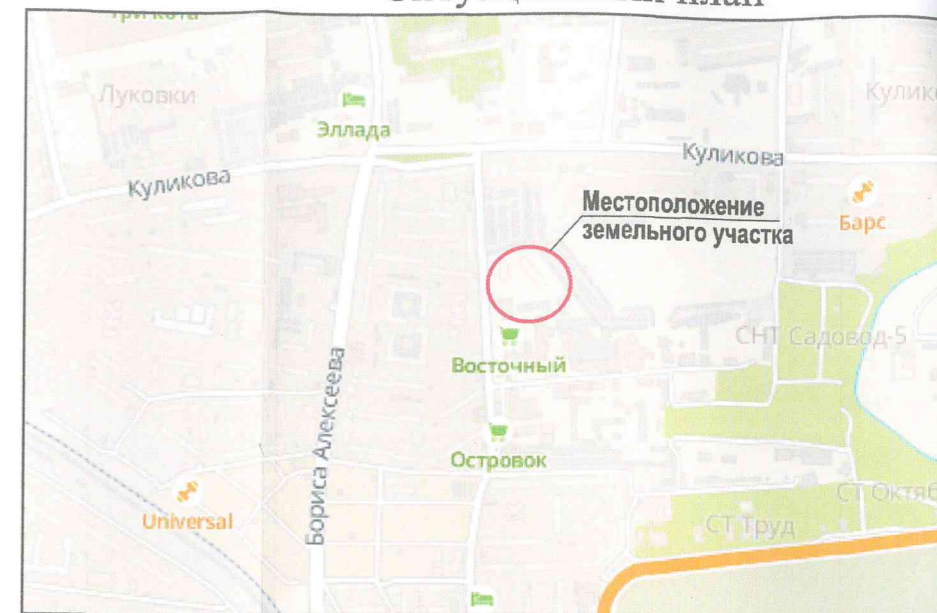 Луковки
Эллада
Кулик
Куликова
Куликова
Местоположение
земельного участка
Барс
СНТ Садовод-5
Восточный
Бориса Алексеева
Островок
Universal
СТ Октяб
СТ Труд